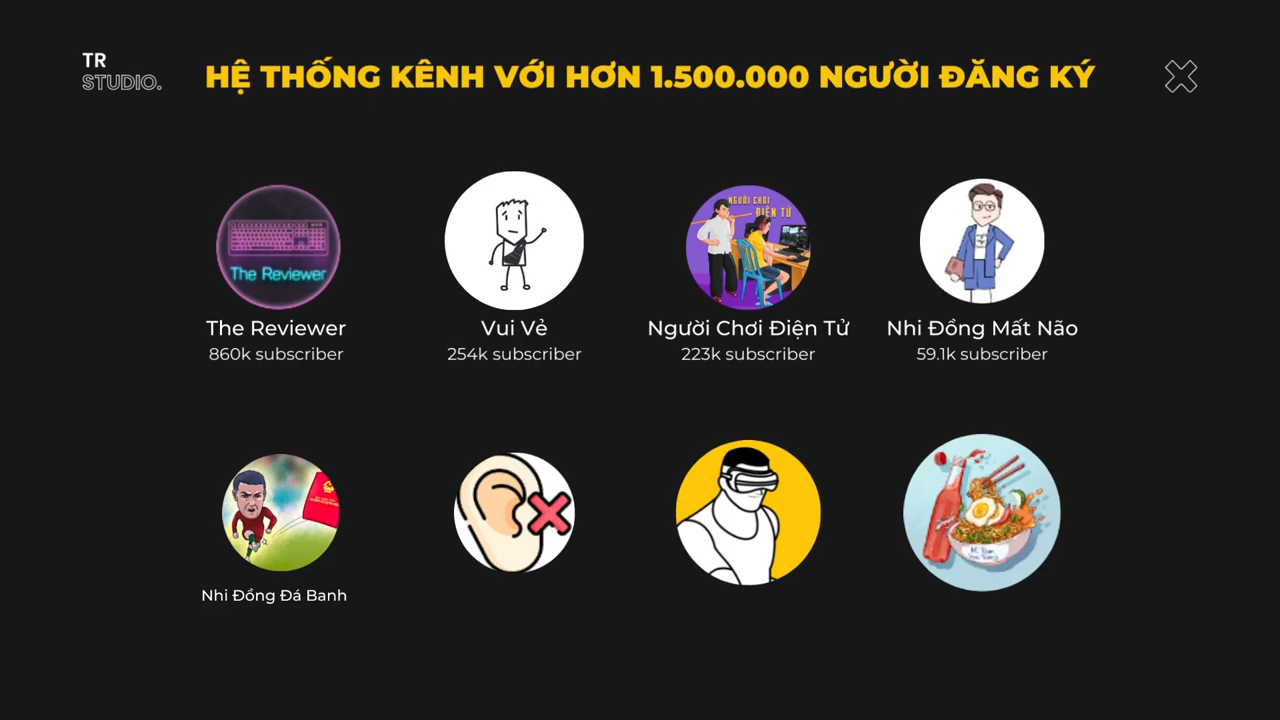 TR
STUDIO.
HỆ THỐNG KÊNH VỚI HƠN 1.500.000 NGƯỜI ĐĂNG KÝ
NGƯỜI CHƠI
ĐIỆN TỬ
The Reviewer
The Reviewer
Vui Vẻ
Người Chơi Điện Tử
Nhi Đồng Mất Não
860k subscriber
254k subscriber
223k subscriber
59.1k subscriber
Nhi Đồng Đá Banh